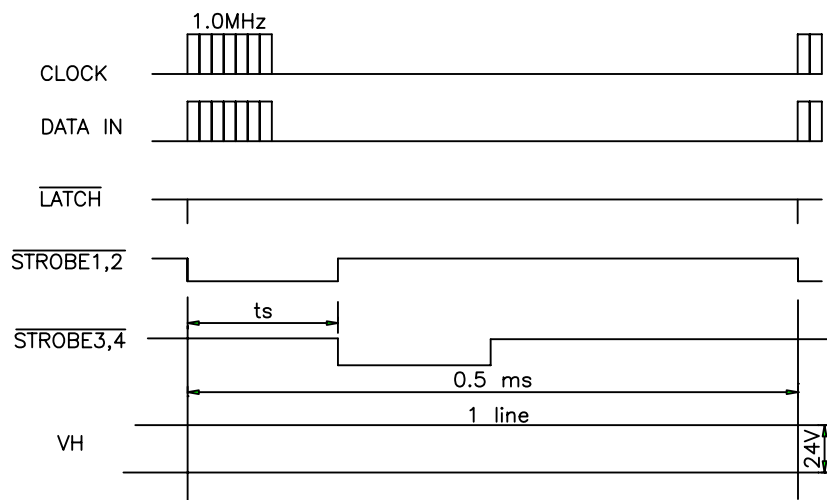 1.0MHz
CLOCK
DATA IN
LATCH
STROBE1,2
ts
STROBE3,4
0.5 ms
1 line
VH
24V